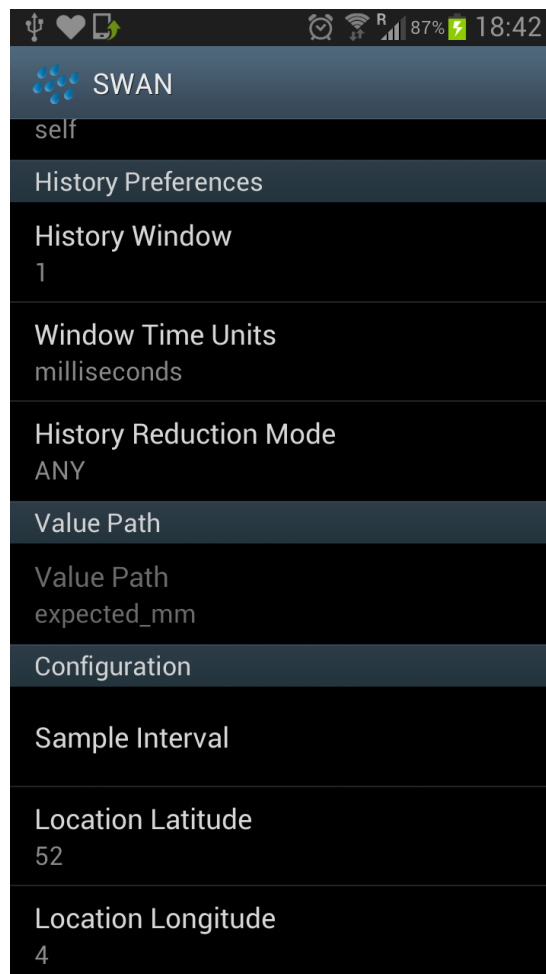 R 87% 18:42
SWAN
self
History Preferences
History Window
1
Window Time Units
milliseconds
History Reduction Mode
ANY
Value Path
Value Path
expected_mm
Configuration
Sample Interval
Location Latitude
52
Location Longitude
4